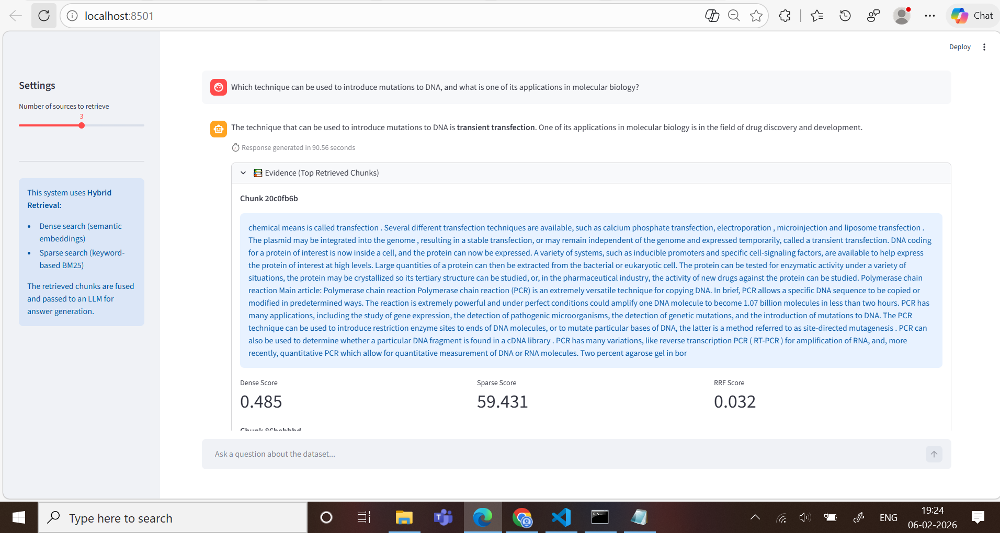 localhost:8501
Chat
Deploy
Settings
Number of sources to retrieve
3
This system uses Hybrid
Retrieval:
• Dense search (semantic
embeddings)
• Sparse search (keyword-
based BM25)
The retrieved chunks are fused
and passed to an LLM for
answer generation.
Which technique can be used to introduce mutations to DNA, and what is one of its applications in molecular biology?
The technique that can be used to introduce mutations to DNA is transient transfection. One of its applications in molecular biology is in the field of drug discovery and development.
Response generated in 90.56 seconds
Evidence (Top Retrieved Chunks)
Chunk 20c0fb6b
chemical means is called transfection . Several different transfection techniques are available, such as calcium phosphate transfection, electroporation , microinjection and liposome transfection .
The plasmid may be integrated into the genome , resulting in a stable transfection, or may remain independent of the genome and expressed temporarily, called a transient transfection. DNA coding
for a protein of interest is now inside a cell, and the protein can now be expressed. A variety of systems, such as inducible promoters and specific cell-signaling factors, are available to help express
the protein of interest at high levels. Large quantities of a protein can then be extracted from the bacterial or eukaryotic cell. The protein can be tested for enzymatic activity under a variety of
situations, the protein may be crystallized so its tertiary structure can be studied, or, in the pharmaceutical industry, the activity of new drugs against the protein can be studied. Polymerase chain
reaction Main article: Polymerase chain reaction Polymerase chain reaction (PCR) is an extremely versatile technique for copying DNA. In brief, PCR allows a specific DNA sequence to be copied or
modified in predetermined ways. The reaction is extremely powerful and under perfect conditions could amplify one DNA molecule to become 1.07 billion molecules in less than two hours. PCR has
many applications, including the study of gene expression, the detection of pathogenic microorganisms, the detection of genetic mutations, and the introduction of mutations to DNA. The PCR
technique can be used to introduce restriction enzyme sites to ends of DNA molecules, or to mutate particular bases of DNA, the latter is a method referred to as site-directed mutagenesis . PCR can
also be used to determine whether a particular DNA fragment is found in a cDNA library . PCR has many variations, like reverse transcription PCR ( RT-PCR ) for amplification of RNA, and, more
recently, quantitative PCR which allow for quantitative measurement of DNA or RNA molecules. Two percent agarose gel in bor
Dense Score
Sparse Score
RRF Score
0.485
59.431
0.032
Chunk
Ask a question about the dataset...
Type here to search
ENG
19:24
06-02-2026